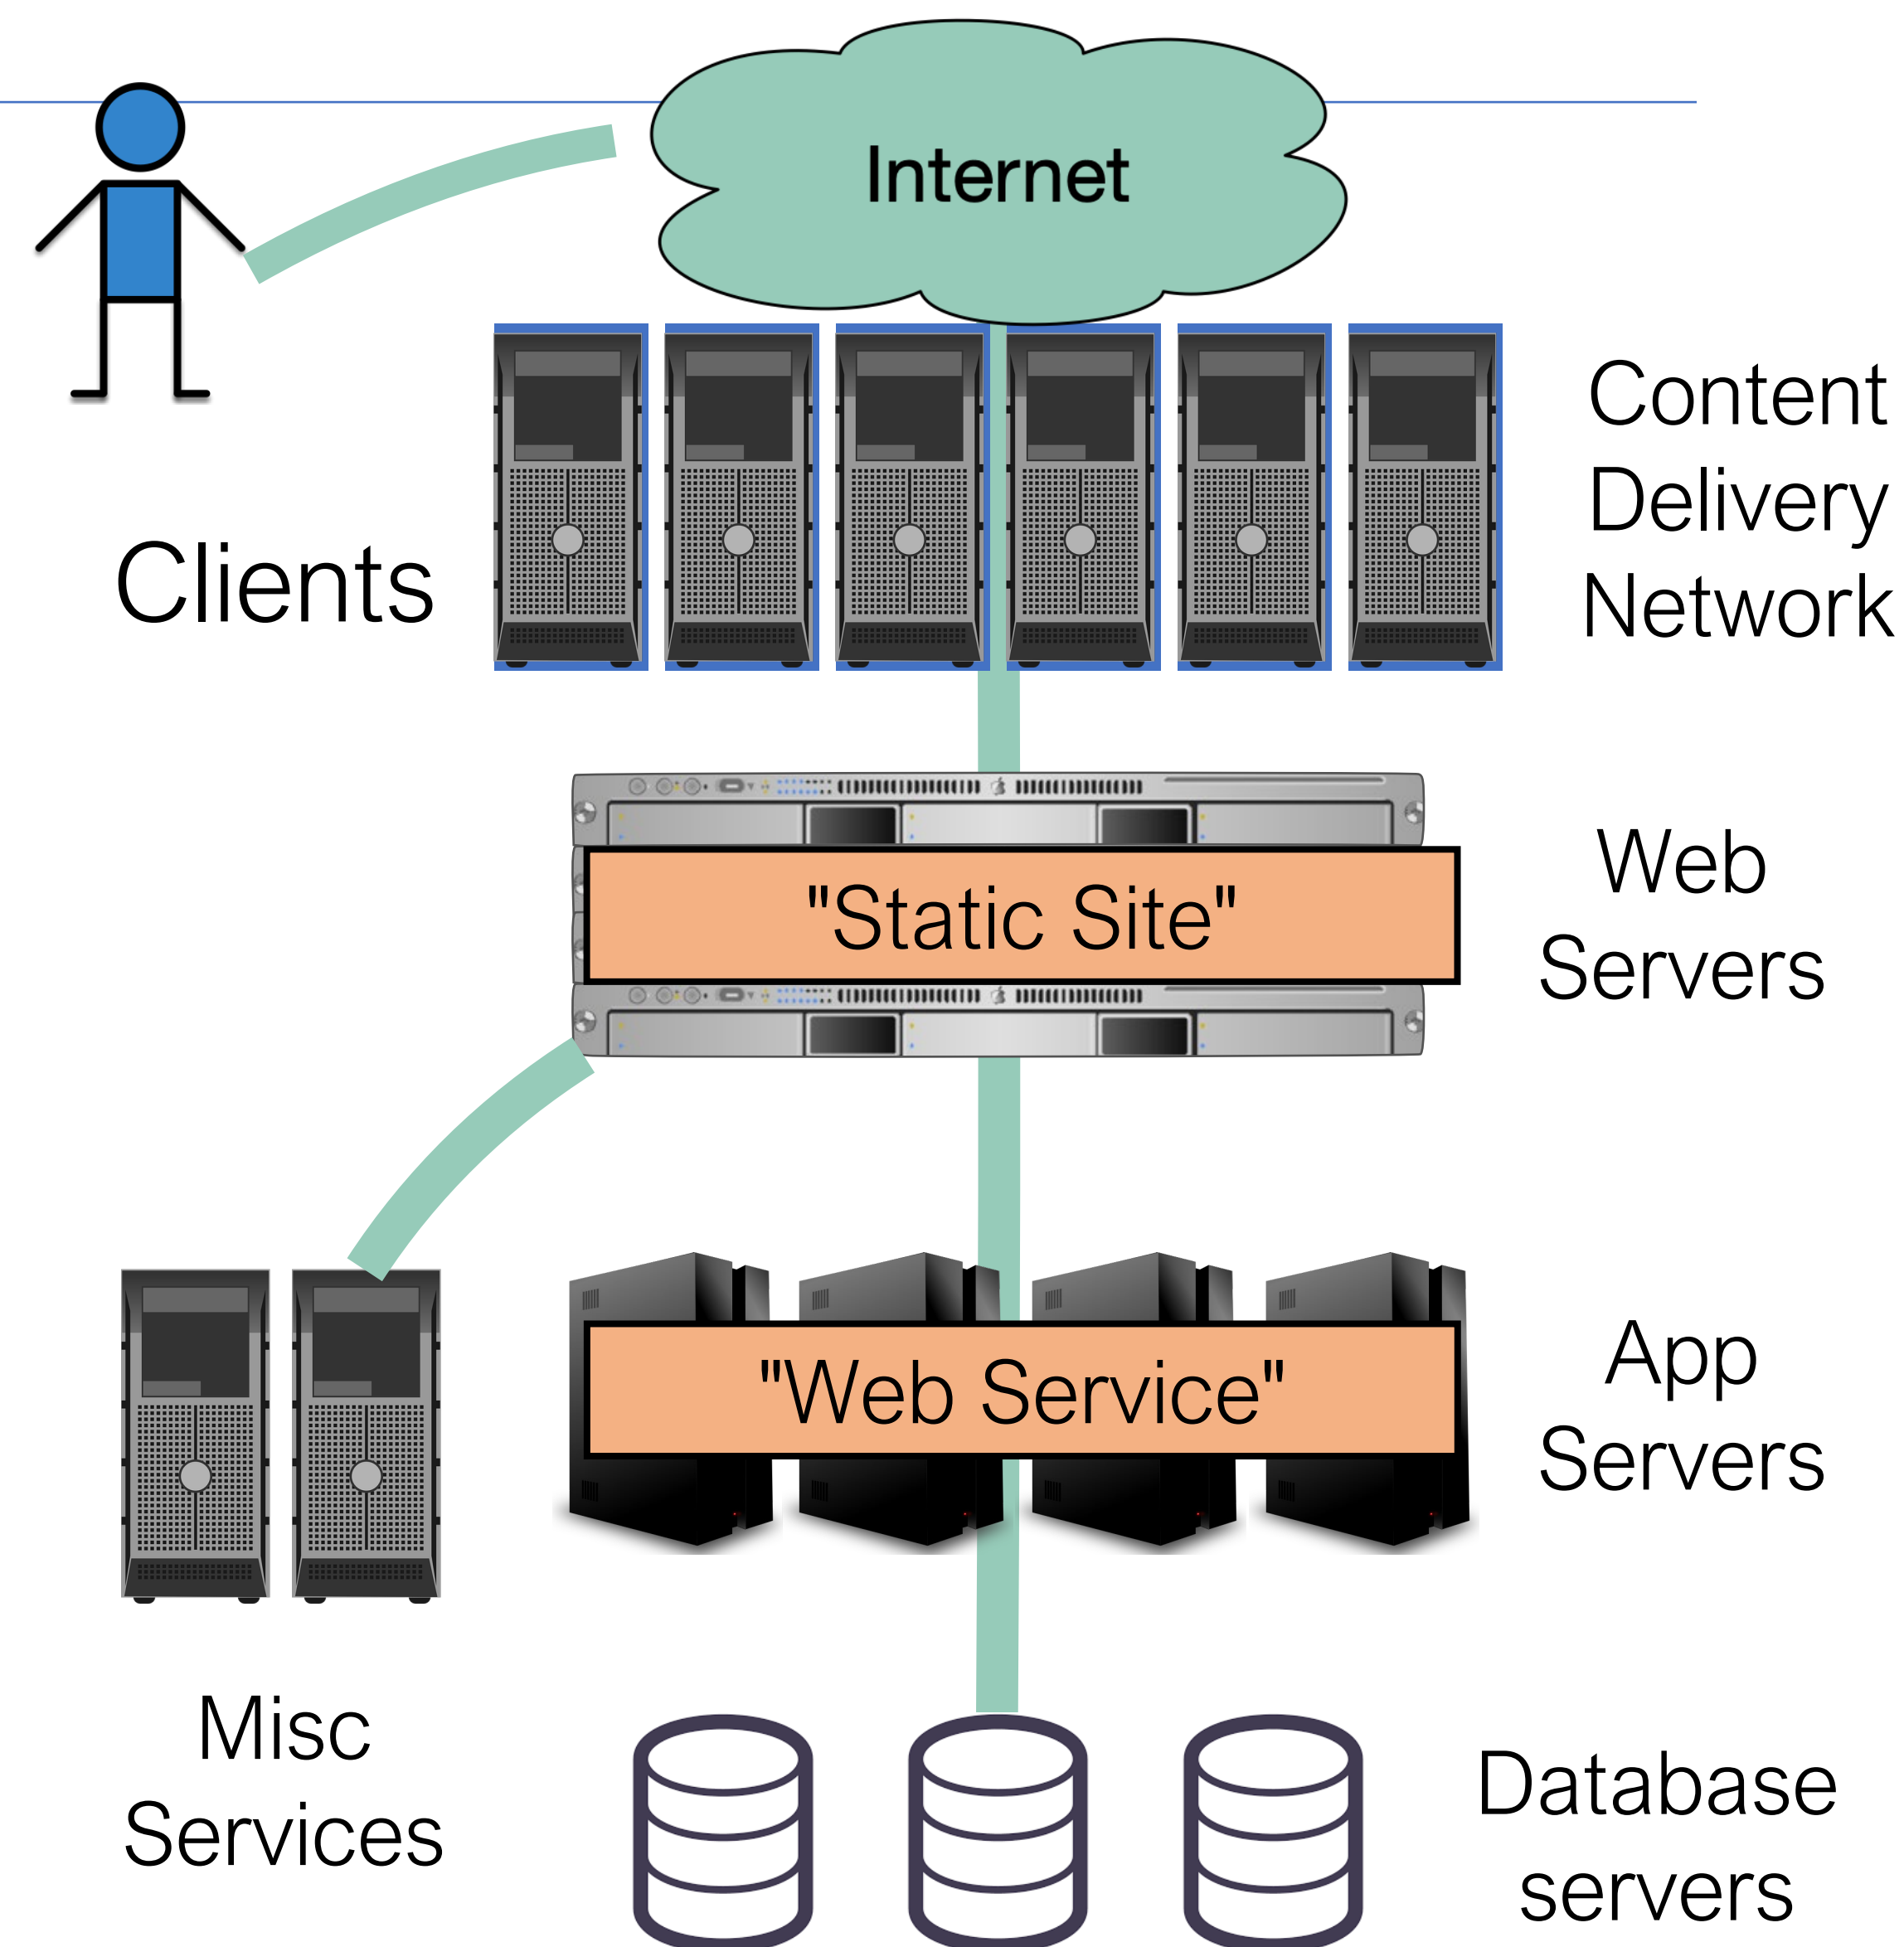 Internet
Content
Delivery
Network
Clients
Web
Servers
"Static Site"
App
Servers
"Web Service"
Misc
Services
Database
servers